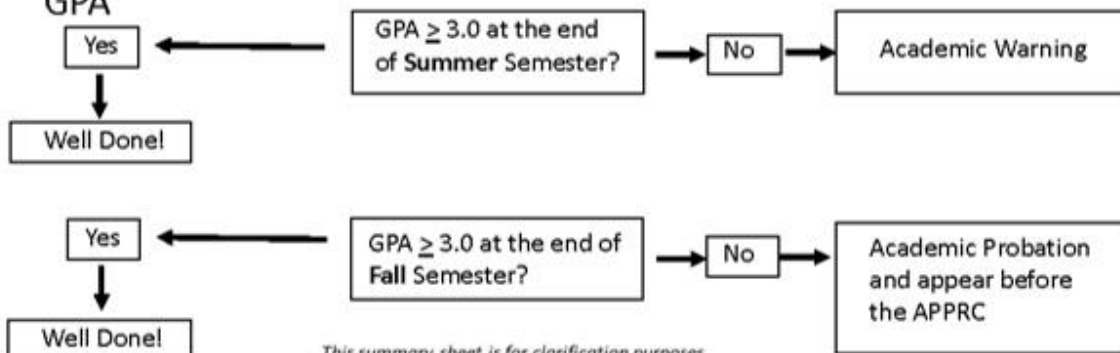 GPA
Yes
GPA ≥ 3.0 at the end
of Summer Semester?
No
Academic Warning
Well Done!
Yes
GPA ≥ 3.0 at the end of
Fall Semester?
No
Academic Probation
and appear before
the APPRC
Well Done!
This summary sheet is for clarification purposes